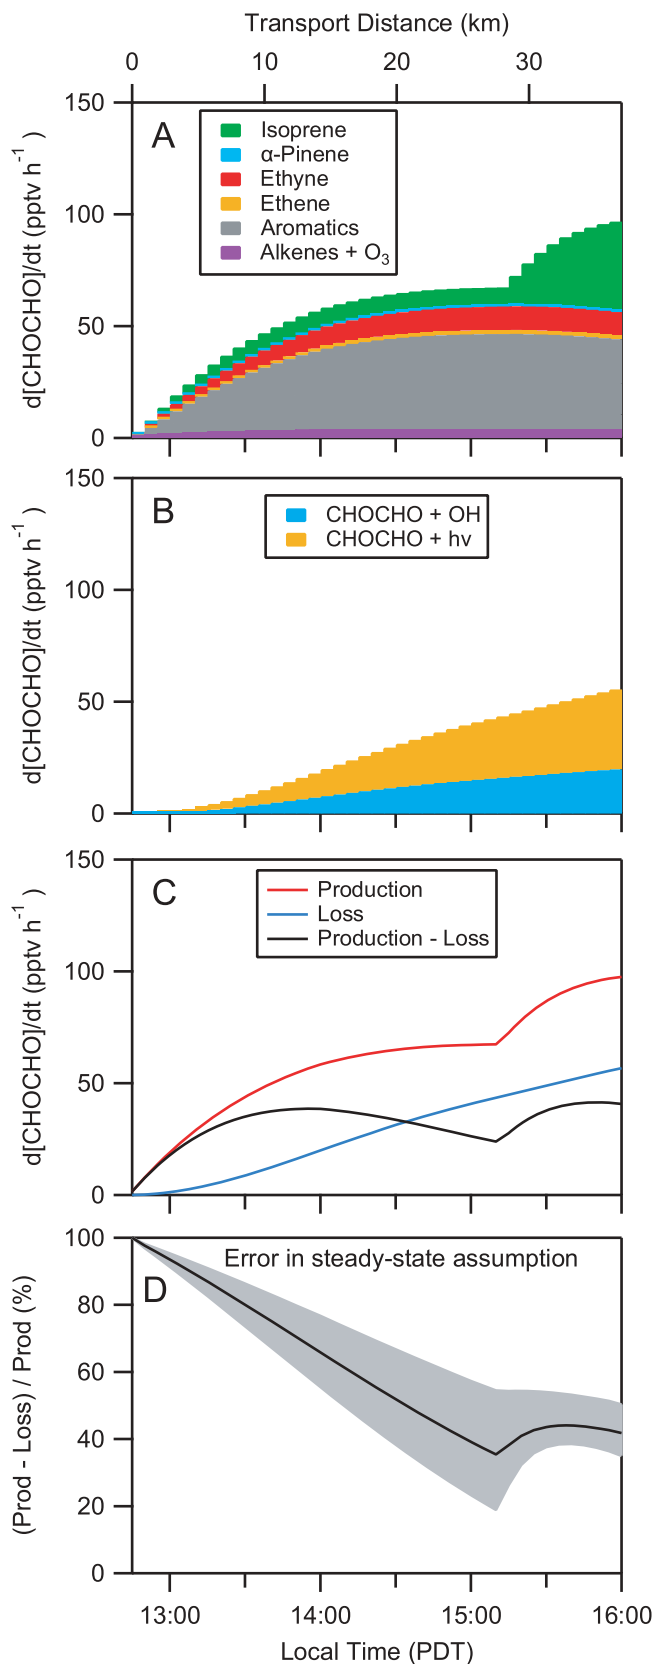 Transport Distance (km)
0 10 20 30
150
100
50
0
d[CHOCHO]/dt (pptv h⁻¹)
A
Isoprene
α-Pinene
Ethyne
Ethene
Aromatics
Alkenes + O₃
150
100
50
0
d[CHOCHO]/dt (pptv h⁻¹)
B
CHOCHO + OH
CHOCHO + hv
150
100
50
0
d[CHOCHO]/dt (pptv h⁻¹)
C
Production
Loss
Production - Loss
100
80
60
40
20
0
(Prod - Loss) / Prod (%)
Error in steady-state assumption
D
13:00 14:00 15:00 16:00
Local Time (PDT)